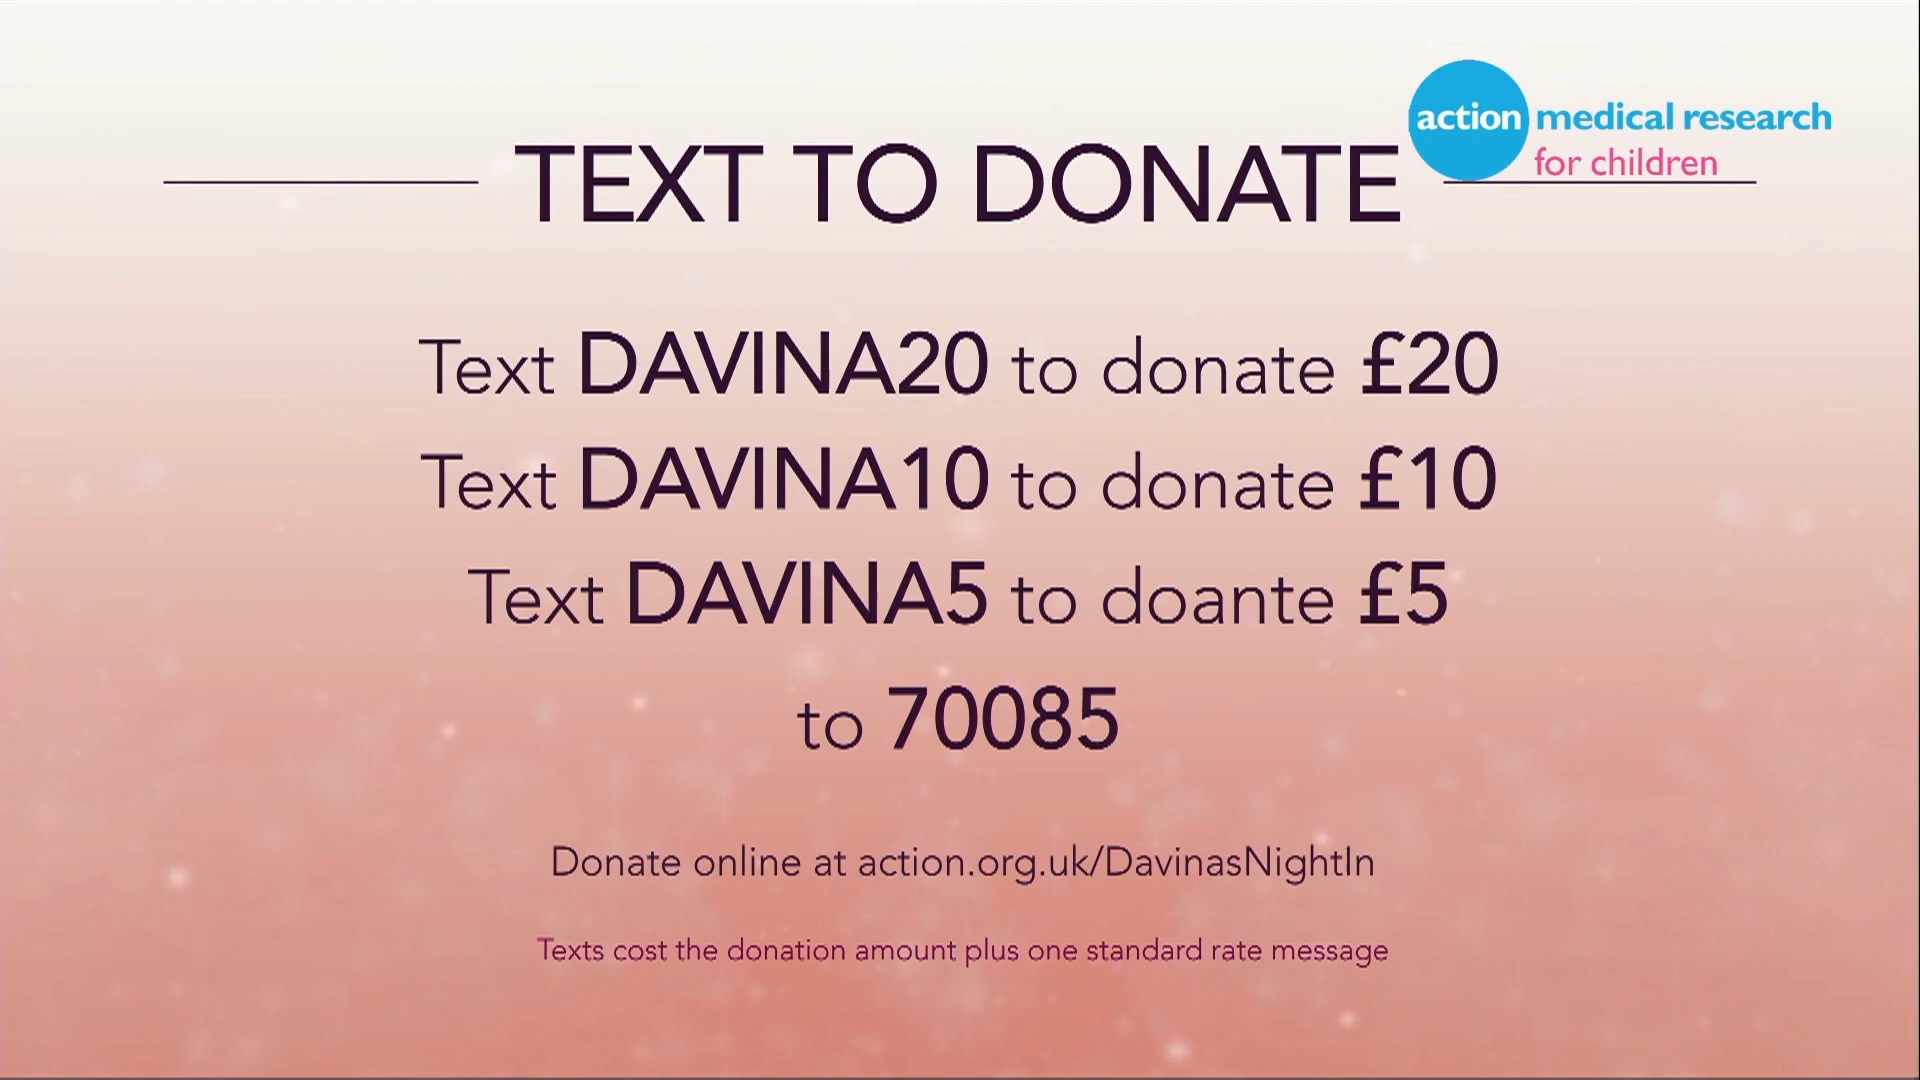 action medical research
for children
TEXT TO DONATE
Text DAVINA20 to donate £20
Text DAVINA10 to donate £10
Text DAVINA5 to doante £5
to 70085
Donate online at action.org.uk/DavinasNightIn
Texts cost the donation amount plus one standard rate message